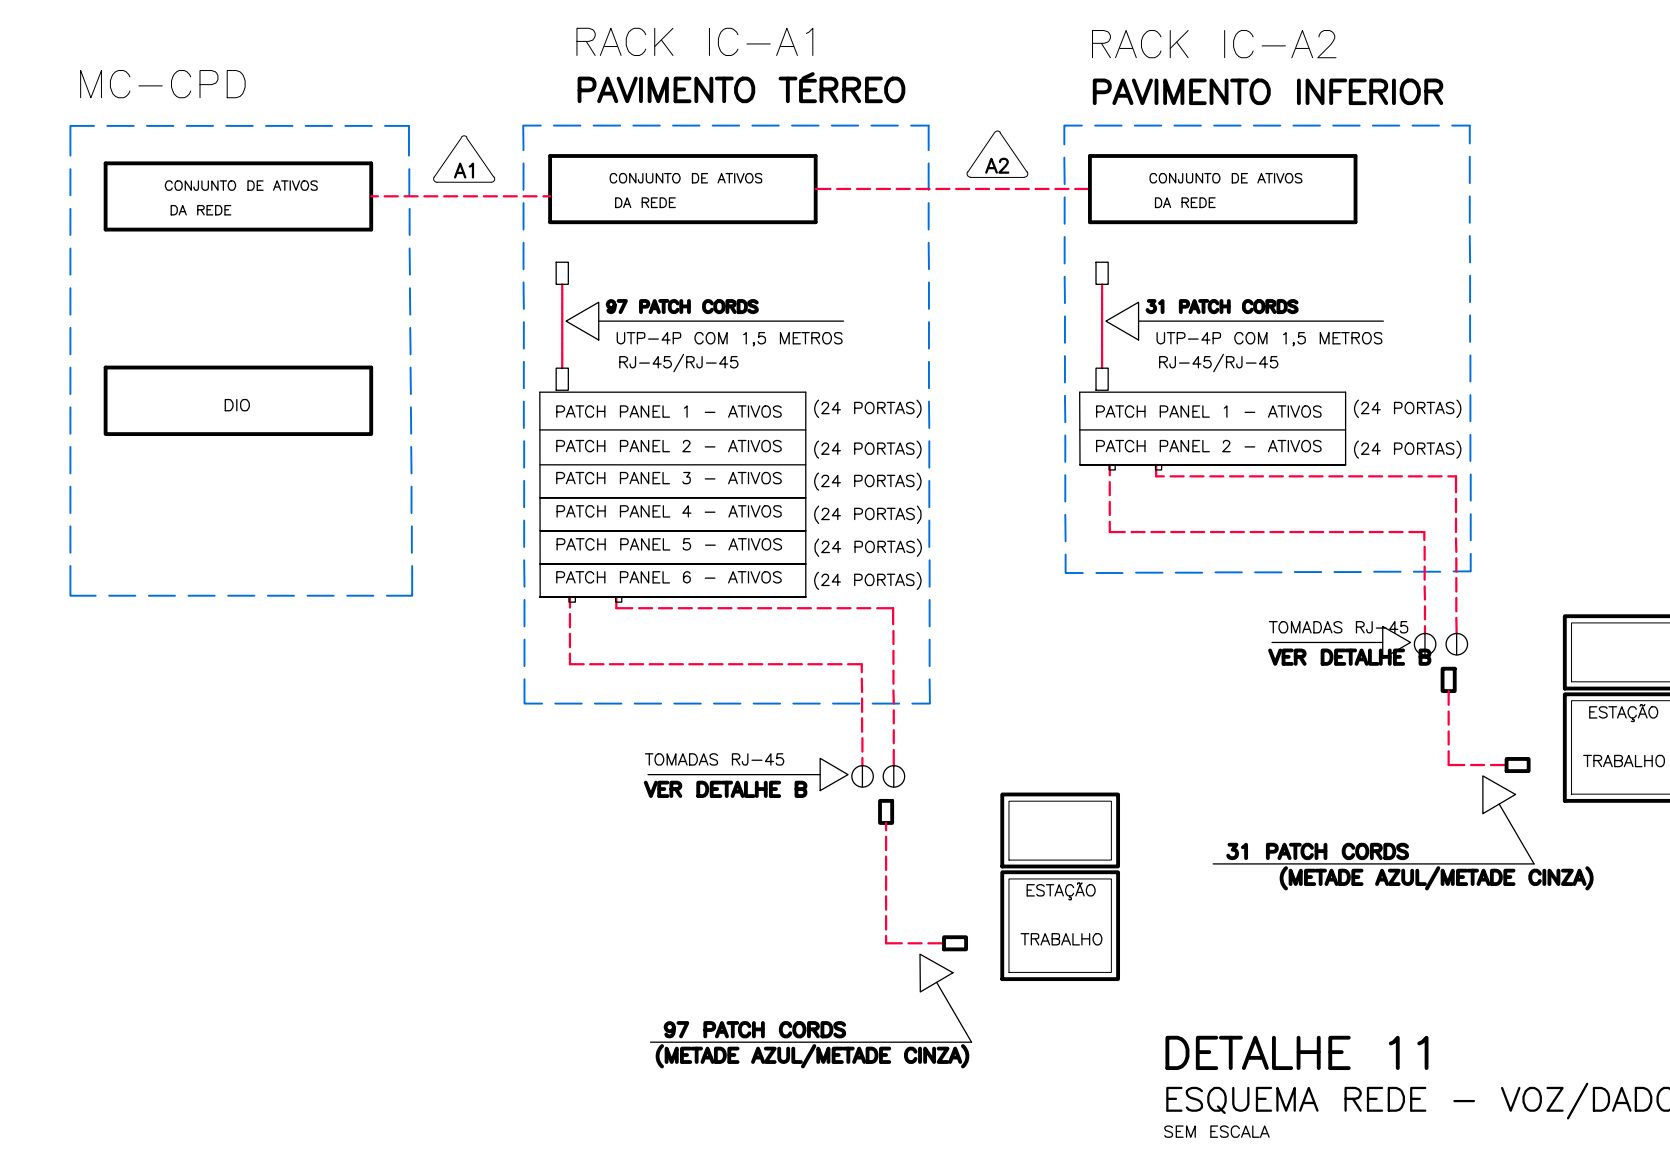 MC-CPD
CONJUNTO DE ATIVOS
DA REDE
DIO
A1
RACK IC-A1
PAVIMENTO TÉRREO
CONJUNTO DE ATIVOS
DA REDE
97 PATCH CORDS
UTP-4P COM 1,5 METROS
RJ-45/RJ-45
PATCH PANEL 1 - ATIVOS (24 PORTAS)
PATCH PANEL 2 - ATIVOS (24 PORTAS)
PATCH PANEL 3 - ATIVOS (24 PORTAS)
PATCH PANEL 4 - ATIVOS (24 PORTAS)
PATCH PANEL 5 - ATIVOS (24 PORTAS)
PATCH PANEL 6 - ATIVOS (24 PORTAS)
TOMADAS RJ-45
VER DETALHE B
ESTAÇÃO
TRABALHO
97 PATCH CORDS
(METADE AZUL/METADE CINZA)
A2
RACK IC-A2
PAVIMENTO INFERIOR
CONJUNTO DE ATIVOS
DA REDE
31 PATCH CORDS
UTP-4P COM 1,5 METROS
RJ-45/RJ-45
PATCH PANEL 1 - ATIVOS (24 PORTAS)
PATCH PANEL 2 - ATIVOS (24 PORTAS)
TOMADAS RJ-45
VER DETALHE B
ESTAÇÃO
TRABALHO
31 PATCH CORDS
(METADE AZUL/METADE CINZA)
DETALHE 11
ESQUEMA REDE - VOZ/DADO
SEM ESCALA